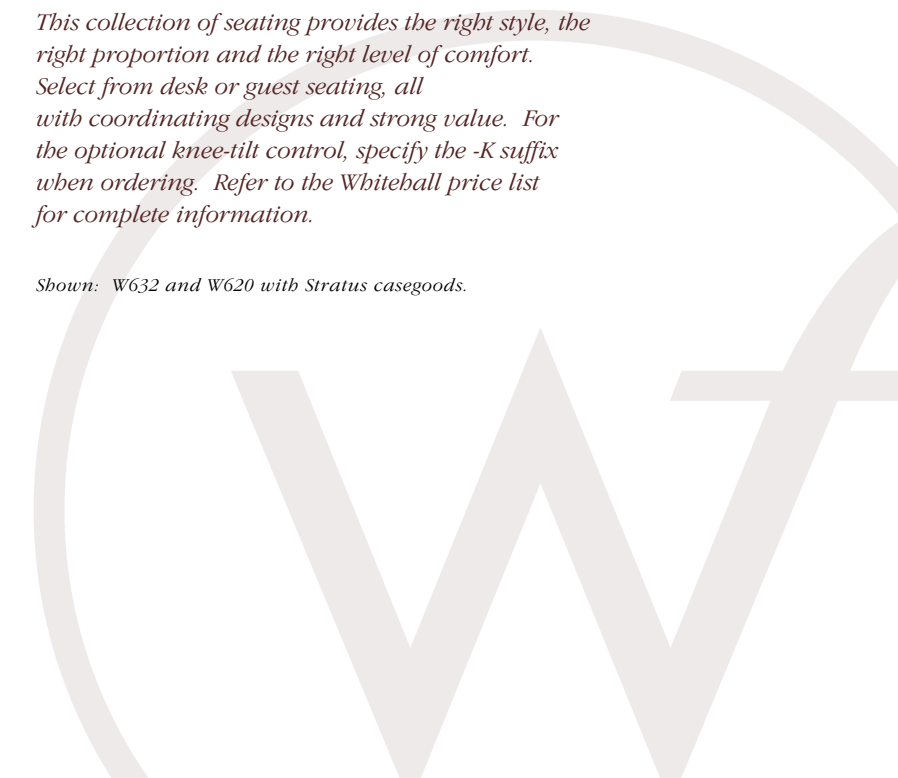 This collection of seating provides the right style, the
right proportion and the right level of comfort.
Select from desk or guest seating, all
with coordinating designs and strong value.  For
the optional knee-tilt control, specify the -K suffix
when ordering.  Refer to the Whitehall price list
for complete information.
Shown:  W632 and W620 with Stratus casegoods.
Wf